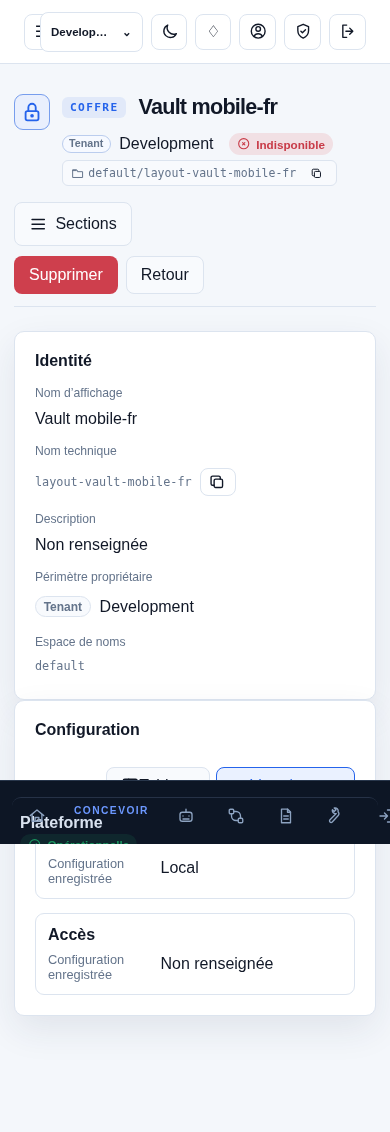 Develop…
COFFRE Vault mobile-fr
Tenant Development Indisponible
default/layout-vault-mobile-fr
Sections
Supprimer Retour
Identité
Nom d’affichage
Vault mobile-fr
Nom technique
layout-vault-mobile-fr
Description
Non renseignée
Périmètre propriétaire
Tenant Development
Espace de noms
default
Configuration
CONCEVOIR
Plateforme
Opérationnelle
Configuration enregistrée
Local
Accès
Configuration enregistrée
Non renseignée